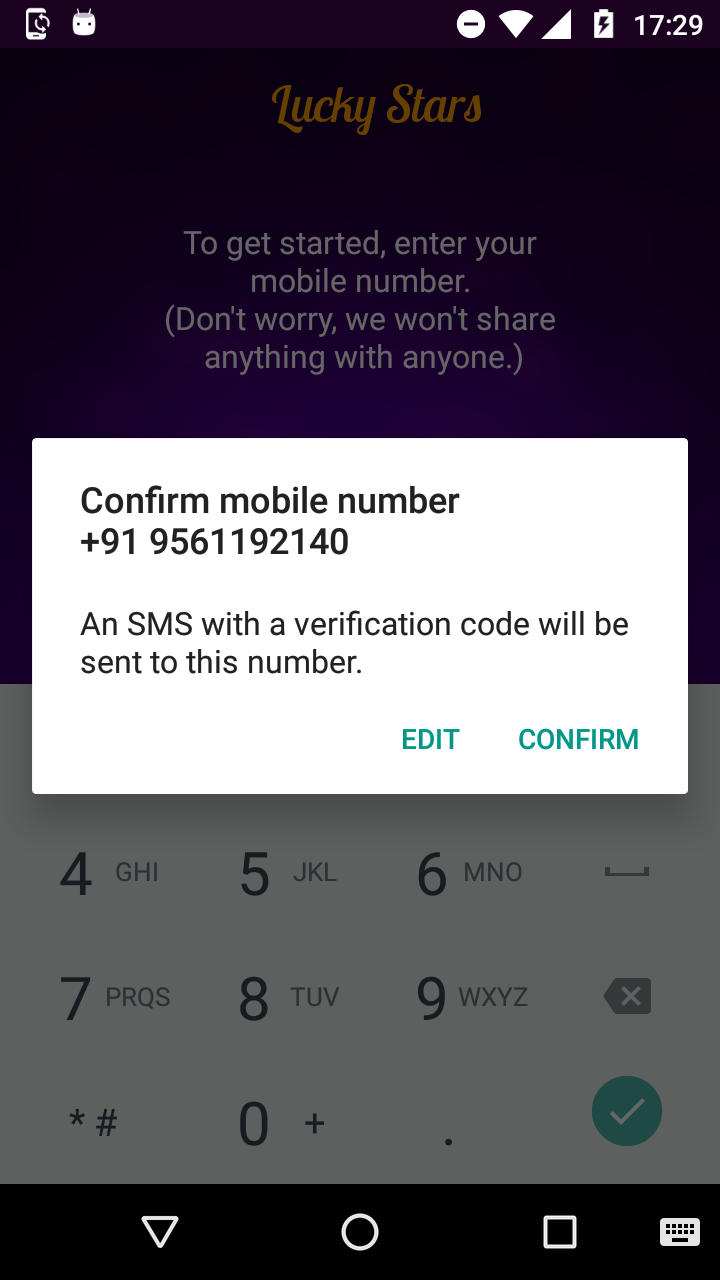 17:29
Lucky Stars
To get started, enter your
mobile number.
(Don't worry, we won't share
anything with anyone.)
Confirm mobile number
+91 9561192140
An SMS with a verification code will be
sent to this number.
EDIT CONFIRM
4 GHI 5 JKL 6 MNO
7 PRQS 8 TUV 9 WXYZ
* # 0 + .